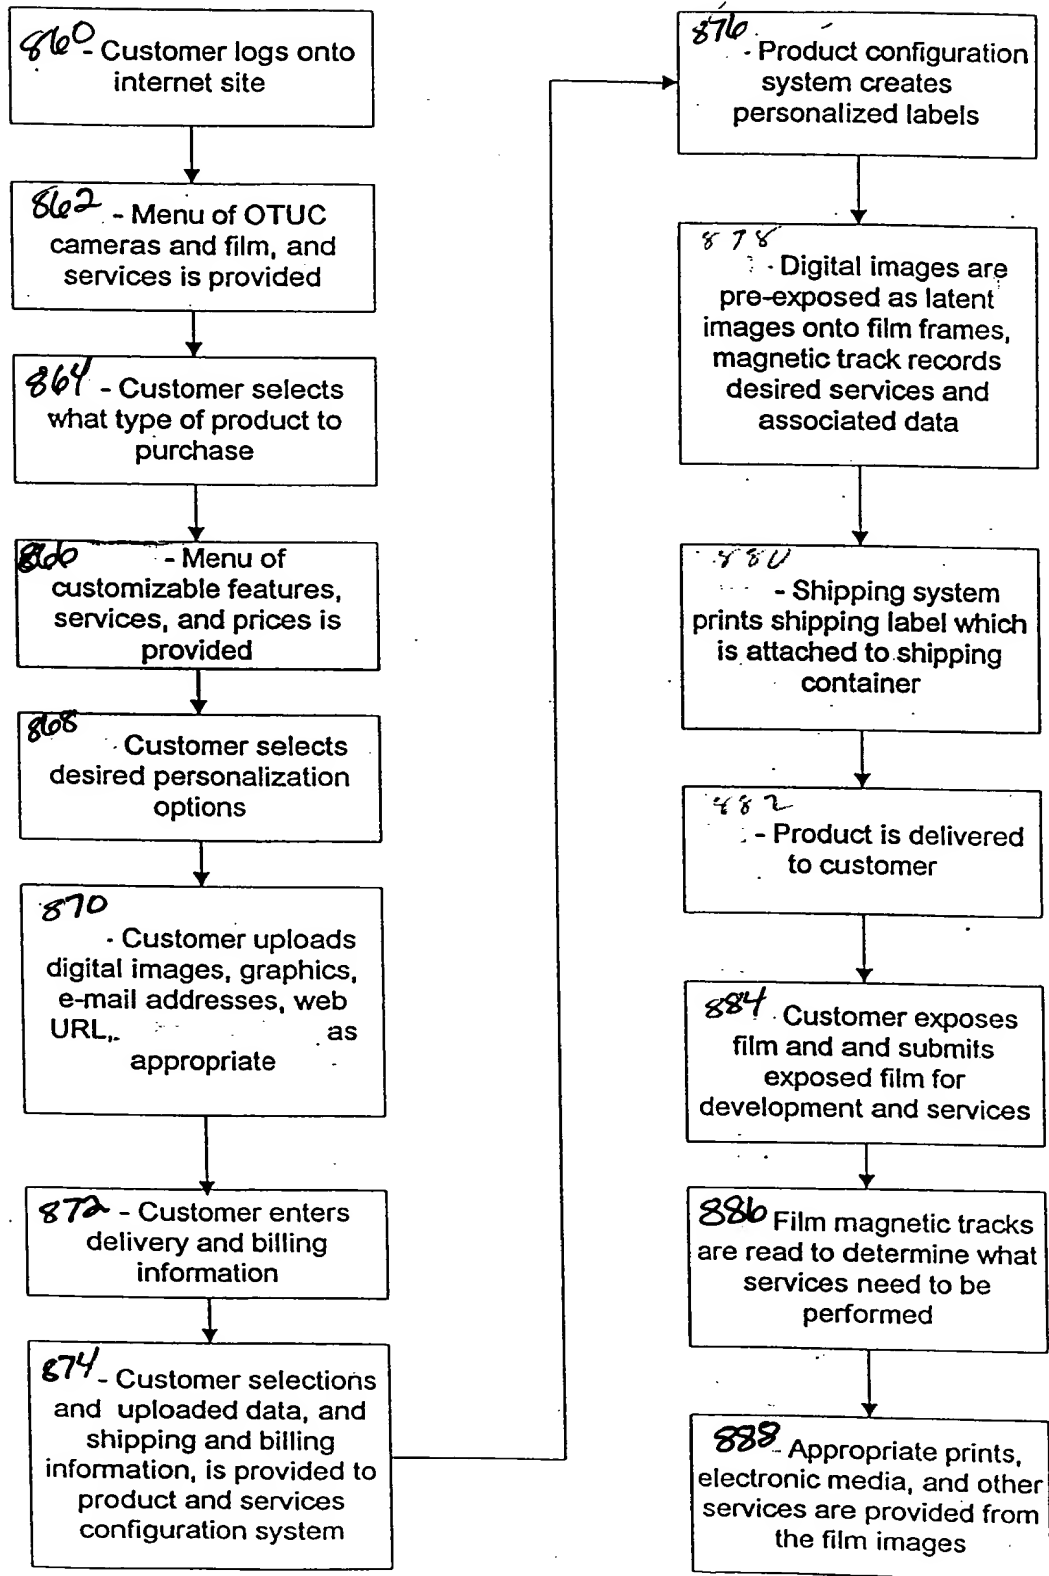 860 - Customer logs onto
internet site
862 - Menu of OTUC
cameras and film, and
services is provided
864 - Customer selects
what type of product to
purchase
866 - Menu of
customizable features,
services, and prices is
provided
868 - Customer selects
desired personalization
options
870
- Customer uploads
digital images, graphics,
e-mail addresses, web
URL, as
appropriate
872 - Customer enters
delivery and billing
information
874 - Customer selections
and uploaded data, and
shipping and billing
information, is provided to
product and services
configuration system
876
- Product configuration
system creates
personalized labels
878
- Digital images are
pre-exposed as latent
images onto film frames,
magnetic track records
desired services and
associated data
880
- Shipping system
prints shipping label which
is attached to shipping
container
882
- Product is delivered
to customer
884 - Customer exposes
film and and submits
exposed film for
development and services
886 Film magnetic tracks
are read to determine what
services need to be
performed
888 - Appropriate prints,
electronic media, and other
services are provided from
the film images